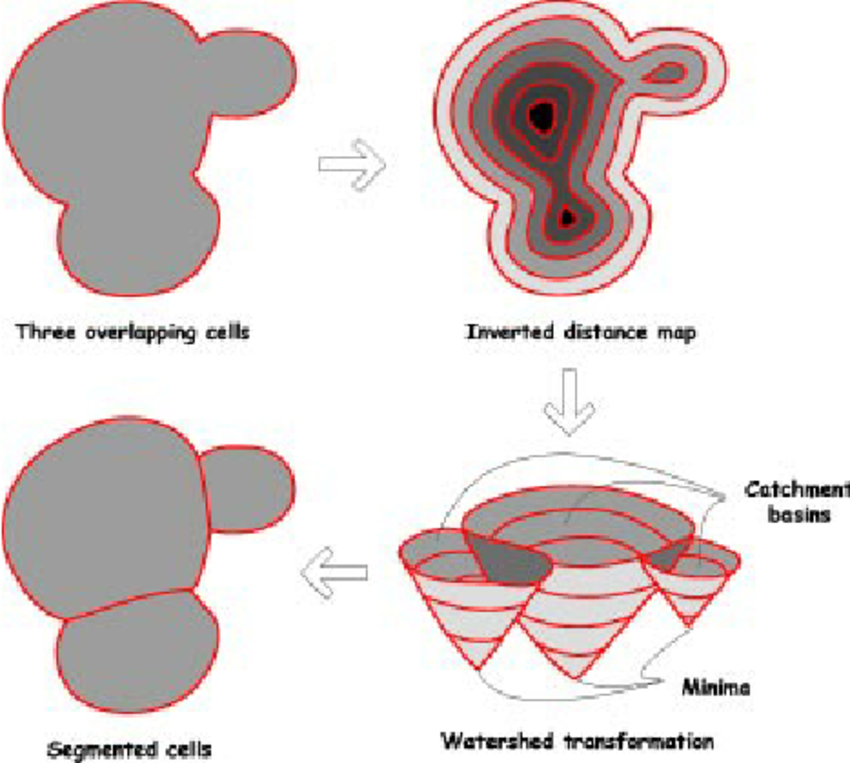 Three overlapping cells
Inverted distance map
Catchment
basins
Minima
Segmented cells
Watershed transformation